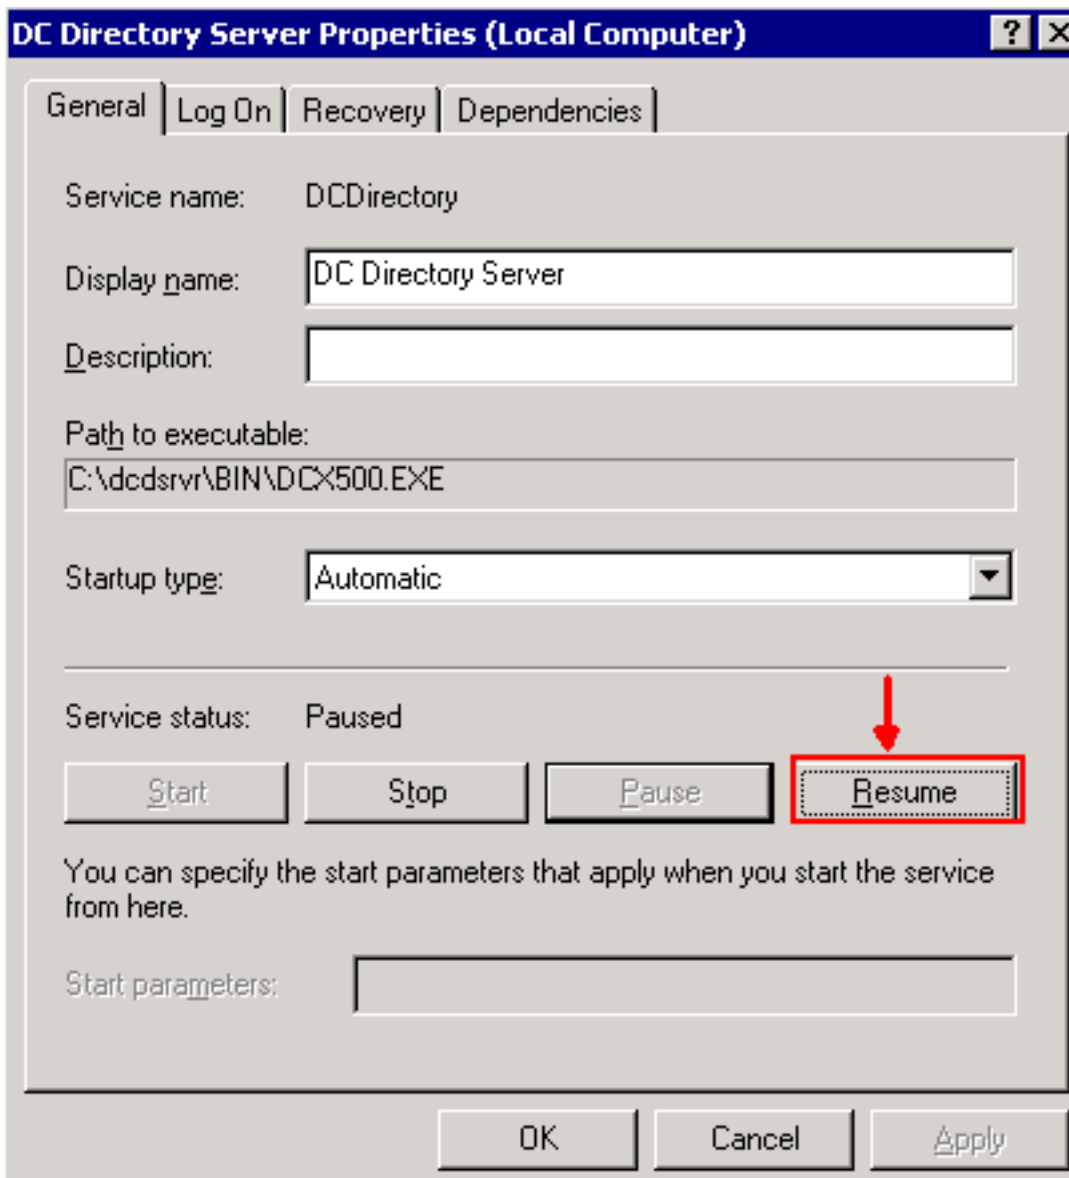 DC Directory Server Properties (Local Computer)
General Log On Recovery Dependencies
Service name: DCDirectory
Display name: DC Directory Server
Description:
Path to executable:
C:\dcdsrvr\BIN\DCX500.EXE
Startup type: Automatic
Service status: Paused
Start Stop Pause Resume
You can specify the start parameters that apply when you start the service
from here.
Start parameters:
OK Cancel Apply